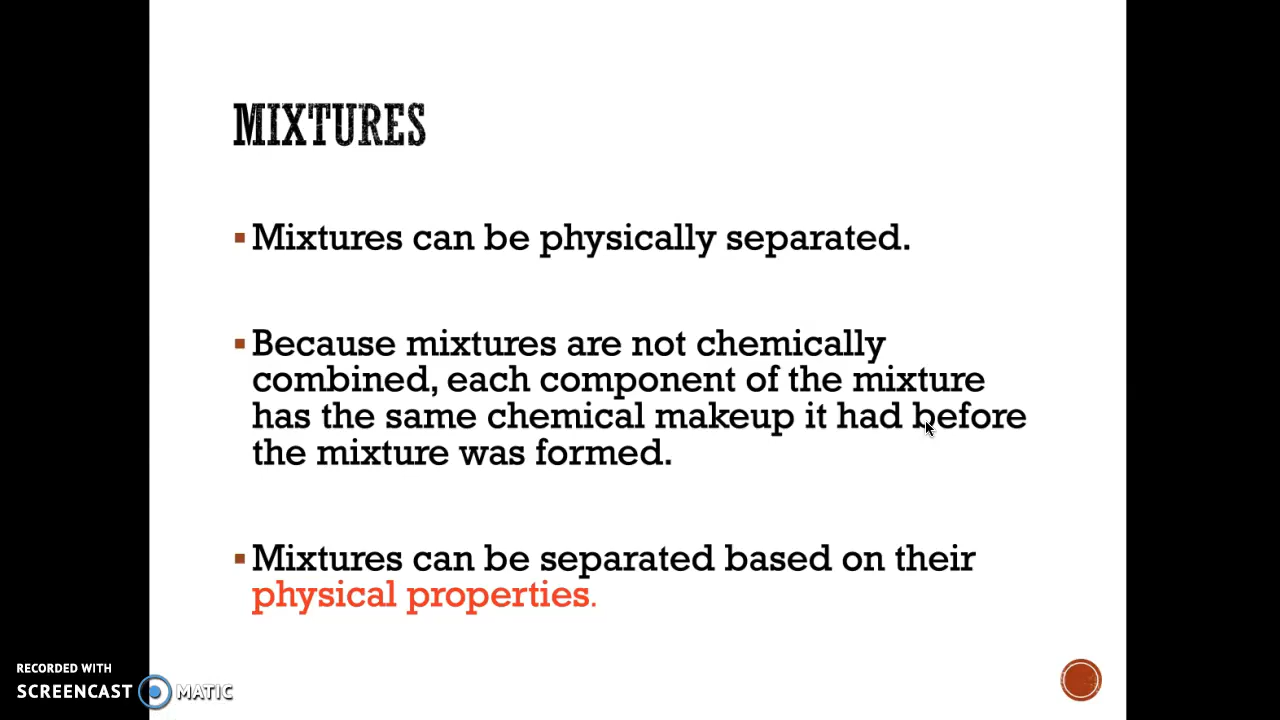 MIXTURES
▪Mixtures can be physically separated.
▪Because mixtures are not chemically
combined, each component of the mixture
has the same chemical makeup it had before
the mixture was formed.
▪Mixtures can be separated based on their
physical properties.
RECORDED WITH
SCREENCAST MATIC